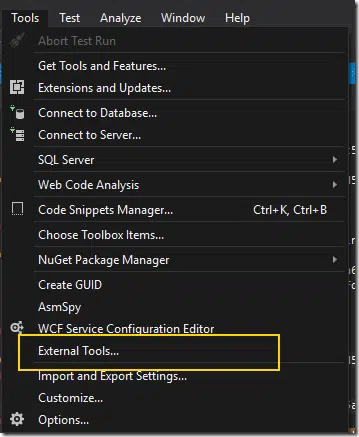 Tools Test Analyze Window Help
Abort Test Run
Get Tools and Features...
Extensions and Updates...
Connect to Database...
Connect to Server...
SQL Server
Web Code Analysis
Code Snippets Manager... Ctrl+K, Ctrl+B
Choose Toolbox Items...
NuGet Package Manager
Create GUID
AsmSpy
WCF Service Configuration Editor
External Tools...
Import and Export Settings...
Customize...
Options...